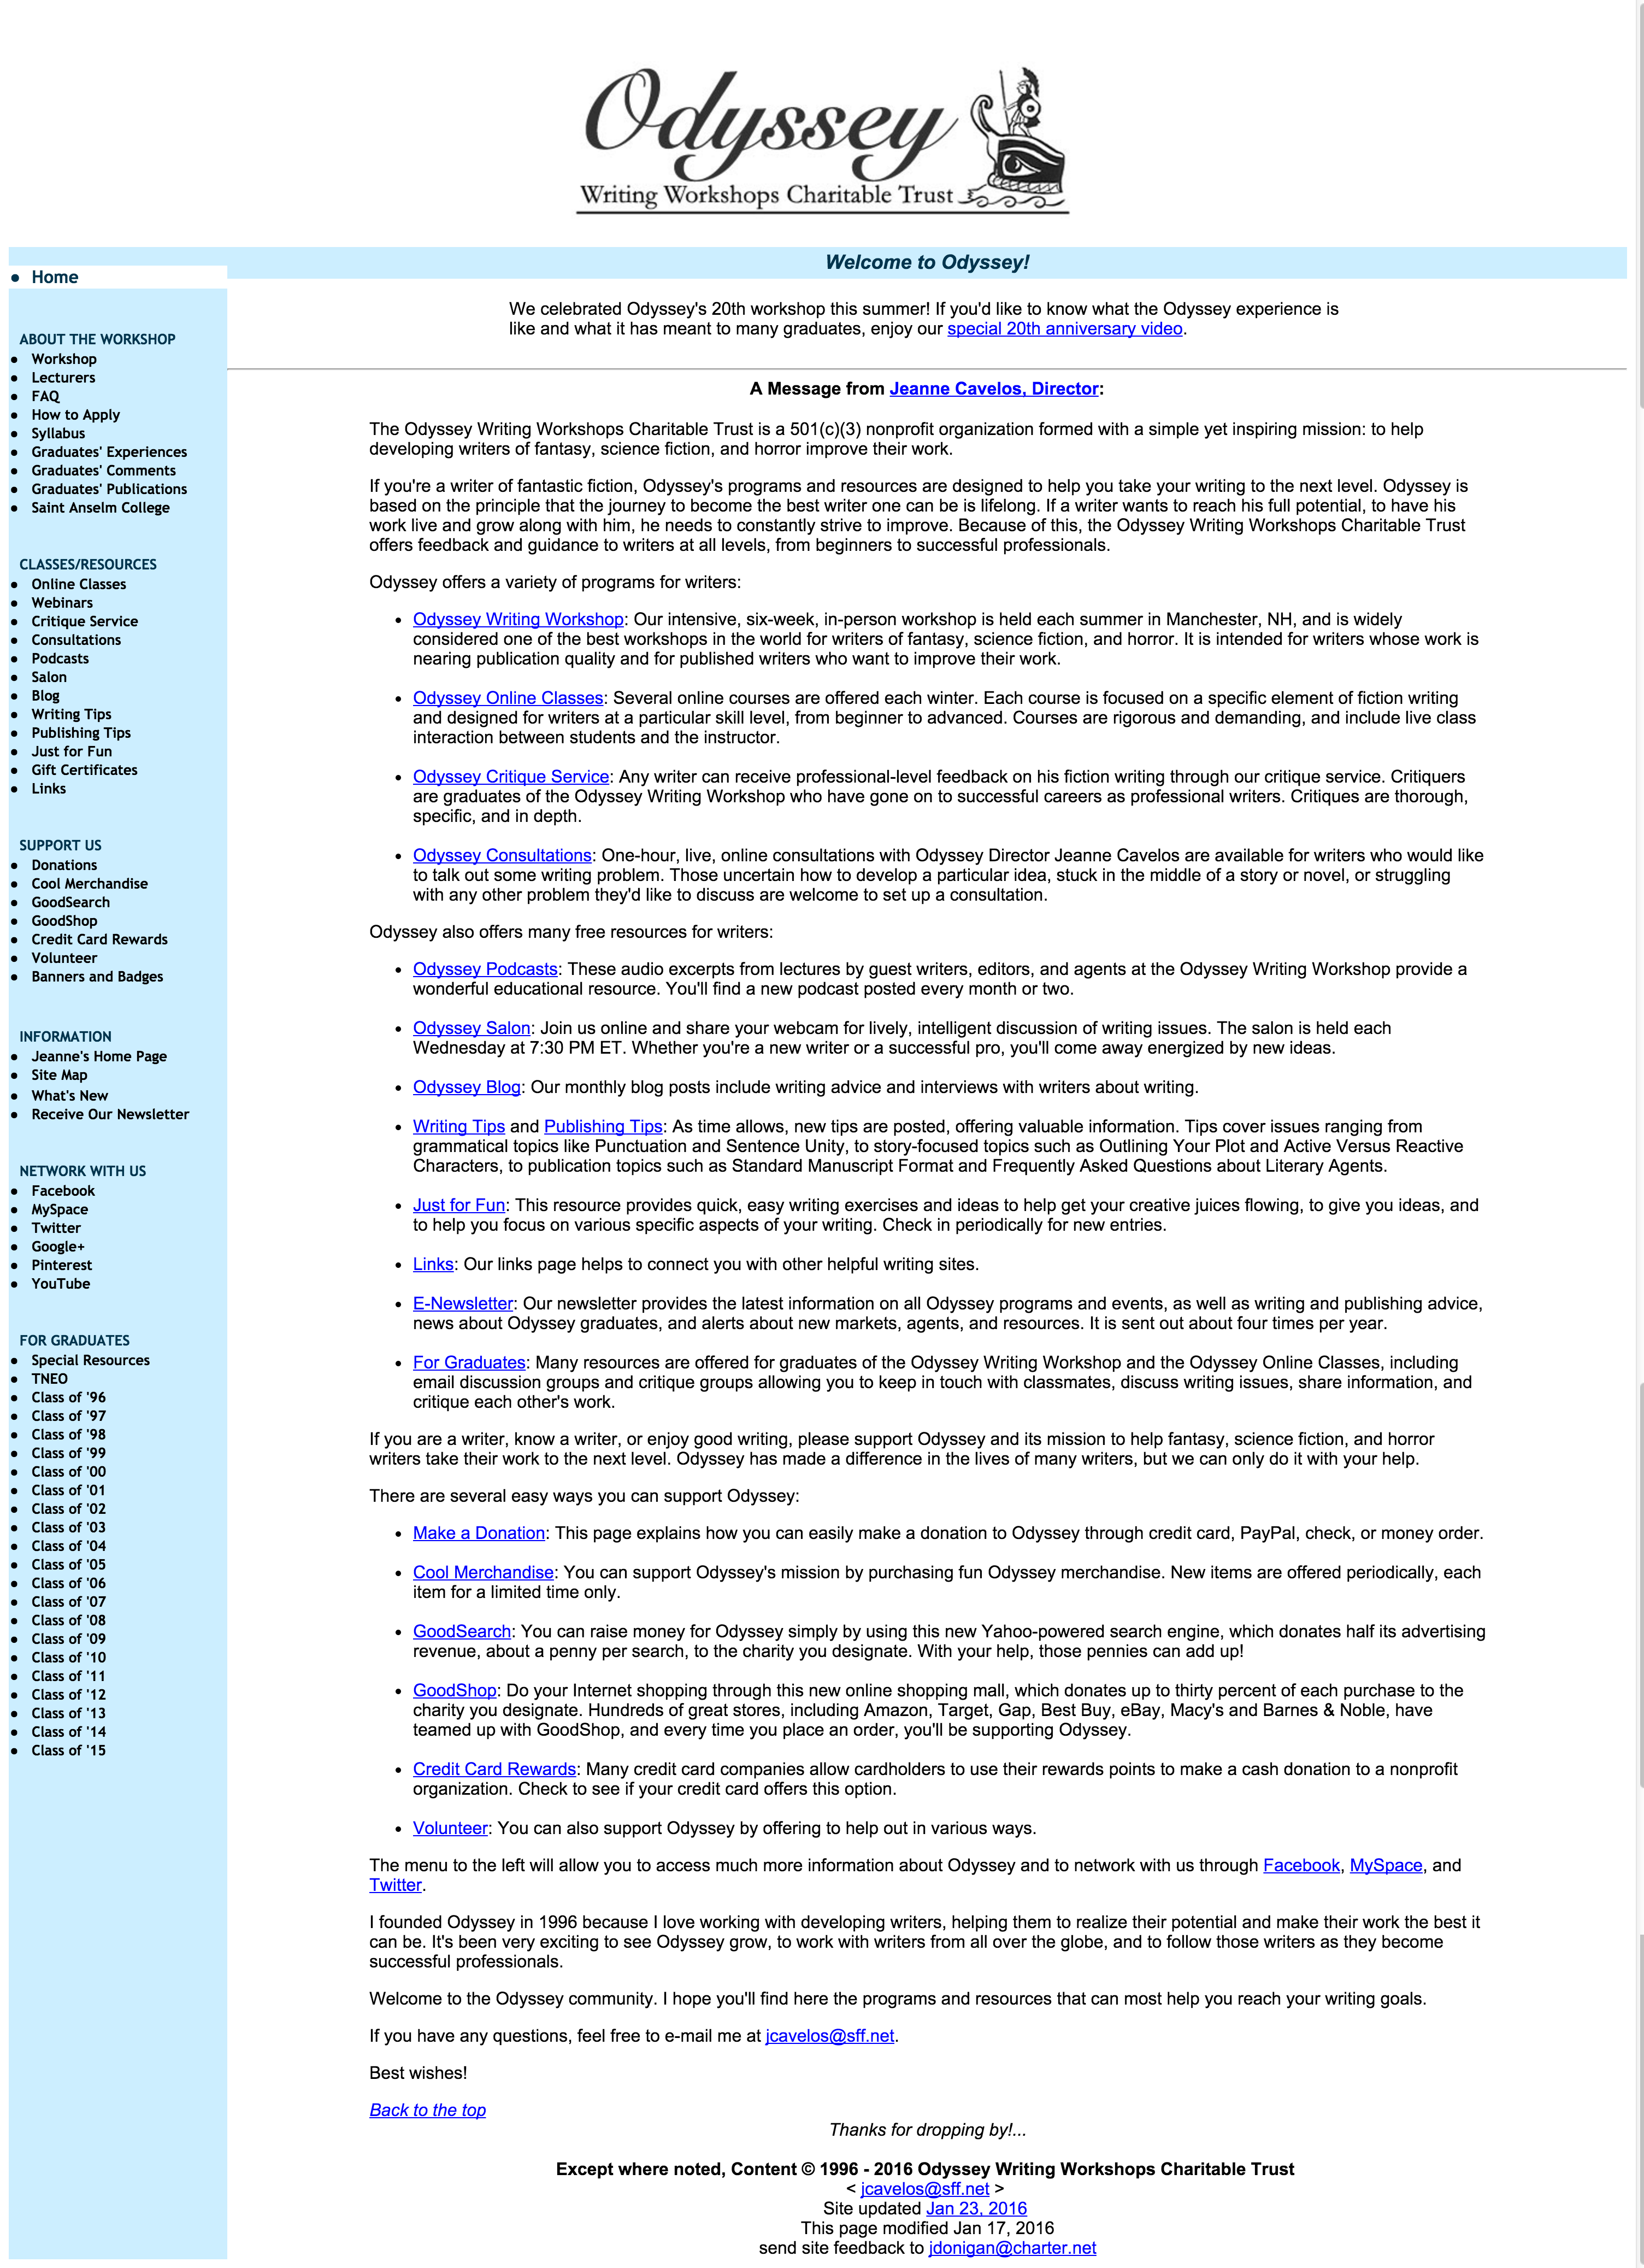 Odyssey
Writing Workshops Charitable Trust
Welcome to Odyssey!
Home
ABOUT THE WORKSHOP
Workshop
Lecturers
FAQ
How to Apply
Syllabus
Graduates' Experiences
Graduates' Comments
Graduates' Publications
Saint Anselm College
CLASSES/RESOURCES
Online Classes
Webinars
Critique Service
Consultations
Podcasts
Salon
Blog
Writing Tips
Publishing Tips
Just for Fun
Gift Certificates
Links
SUPPORT US
Donations
Cool Merchandise
GoodSearch
GoodShop
Credit Card Rewards
Volunteer
Banners and Badges
INFORMATION
Jeanne's Home Page
Site Map
What's New
Receive Our Newsletter
NETWORK WITH US
Facebook
MySpace
Twitter
Google+
Pinterest
YouTube
FOR GRADUATES
Special Resources
TNEO
Class of '96
Class of '97
Class of '98
Class of '99
Class of '00
Class of '01
Class of '02
Class of '03
Class of '04
Class of '05
Class of '06
Class of '07
Class of '08
Class of '09
Class of '10
Class of '11
Class of '12
Class of '13
Class of '14
Class of '15
We celebrated Odyssey's 20th workshop this summer! If you'd like to know what the Odyssey experience is
like and what it has meant to many graduates, enjoy our special 20th anniversary video.
A Message from Jeanne Cavelos, Director:
The Odyssey Writing Workshops Charitable Trust is a 501(c)(3) nonprofit organization formed with a simple yet inspiring mission: to help
developing writers of fantasy, science fiction, and horror improve their work.
If you're a writer of fantastic fiction, Odyssey's programs and resources are designed to help you take your writing to the next level. Odyssey is
based on the principle that the journey to become the best writer one can be is lifelong. If a writer wants to reach his full potential, to have his
work live and grow along with him, he needs to constantly strive to improve. Because of this, the Odyssey Writing Workshops Charitable Trust
offers feedback and guidance to writers at all levels, from beginners to successful professionals.
Odyssey offers a variety of programs for writers:
Odyssey Writing Workshop: Our intensive, six-week, in-person workshop is held each summer in Manchester, NH, and is widely
considered one of the best workshops in the world for writers of fantasy, science fiction, and horror. It is intended for writers whose work is
nearing publication quality and for published writers who want to improve their work.
Odyssey Online Classes: Several online courses are offered each winter. Each course is focused on a specific element of fiction writing
and designed for writers at a particular skill level, from beginner to advanced. Courses are rigorous and demanding, and include live class
interaction between students and the instructor.
Odyssey Critique Service: Any writer can receive professional-level feedback on his fiction writing through our critique service. Critiquers
are graduates of the Odyssey Writing Workshop who have gone on to successful careers as professional writers. Critiques are thorough,
specific, and in depth.
Odyssey Consultations: One-hour, live, online consultations with Odyssey Director Jeanne Cavelos are available for writers who would like
to talk out some writing problem. Those uncertain how to develop a particular idea, stuck in the middle of a story or novel, or struggling
with any other problem they'd like to discuss are welcome to set up a consultation.
Odyssey also offers many free resources for writers:
Odyssey Podcasts: These audio excerpts from lectures by guest writers, editors, and agents at the Odyssey Writing Workshop provide a
wonderful educational resource. You'll find a new podcast posted every month or two.
Odyssey Salon: Join us online and share your webcam for lively, intelligent discussion of writing issues. The salon is held each
Wednesday at 7:30 PM ET. Whether you're a new writer or a successful pro, you'll come away energized by new ideas.
Odyssey Blog: Our monthly blog posts include writing advice and interviews with writers about writing.
Writing Tips and Publishing Tips: As time allows, new tips are posted, offering valuable information. Tips cover issues ranging from
grammatical topics like Punctuation and Sentence Unity, to story-focused topics such as Outlining Your Plot and Active Versus Reactive
Characters, to publication topics such as Standard Manuscript Format and Frequently Asked Questions about Literary Agents.
Just for Fun: This resource provides quick, easy writing exercises and ideas to help get your creative juices flowing, to give you ideas, and
to help you focus on various specific aspects of your writing. Check in periodically for new entries.
Links: Our links page helps to connect you with other helpful writing sites.
E-Newsletter: Our newsletter provides the latest information on all Odyssey programs and events, as well as writing and publishing advice,
news about Odyssey graduates, and alerts about new markets, agents, and resources. It is sent out about four times per year.
For Graduates: Many resources are offered for graduates of the Odyssey Writing Workshop and the Odyssey Online Classes, including
email discussion groups and critique groups allowing you to keep in touch with classmates, discuss writing issues, share information, and
critique each other's work.
If you are a writer, know a writer, or enjoy good writing, please support Odyssey and its mission to help fantasy, science fiction, and horror
writers take their work to the next level. Odyssey has made a difference in the lives of many writers, but we can only do it with your help.
There are several easy ways you can support Odyssey:
Make a Donation: This page explains how you can easily make a donation to Odyssey through credit card, PayPal, check, or money order.
Cool Merchandise: You can support Odyssey's mission by purchasing fun Odyssey merchandise. New items are offered periodically, each
item for a limited time only.
GoodSearch: You can raise money for Odyssey simply by using this new Yahoo-powered search engine, which donates half its advertising
revenue, about a penny per search, to the charity you designate. With your help, those pennies can add up!
GoodShop: Do your Internet shopping through this new online shopping mall, which donates up to thirty percent of each purchase to the
charity you designate. Hundreds of great stores, including Amazon, Target, Gap, Best Buy, eBay, Macy's and Barnes & Noble, have
teamed up with GoodShop, and every time you place an order, you'll be supporting Odyssey.
Credit Card Rewards: Many credit card companies allow cardholders to use their rewards points to make a cash donation to a nonprofit
organization. Check to see if your credit card offers this option.
Volunteer: You can also support Odyssey by offering to help out in various ways.
The menu to the left will allow you to access much more information about Odyssey and to network with us through Facebook, MySpace, and
Twitter.
I founded Odyssey in 1996 because I love working with developing writers, helping them to realize their potential and make their work the best it
can be. It's been very exciting to see Odyssey grow, to work with writers from all over the globe, and to follow those writers as they become
successful professionals.
Welcome to the Odyssey community. I hope you'll find here the programs and resources that can most help you reach your writing goals.
If you have any questions, feel free to e-mail me at jcavelos@sff.net.
Best wishes!
Back to the top
Thanks for dropping by!...
Except where noted, Content © 1996 - 2016 Odyssey Writing Workshops Charitable Trust
< jcavelos@sff.net >
Site updated Jan 23, 2016
This page modified Jan 17, 2016
send site feedback to jdonigan@charter.net